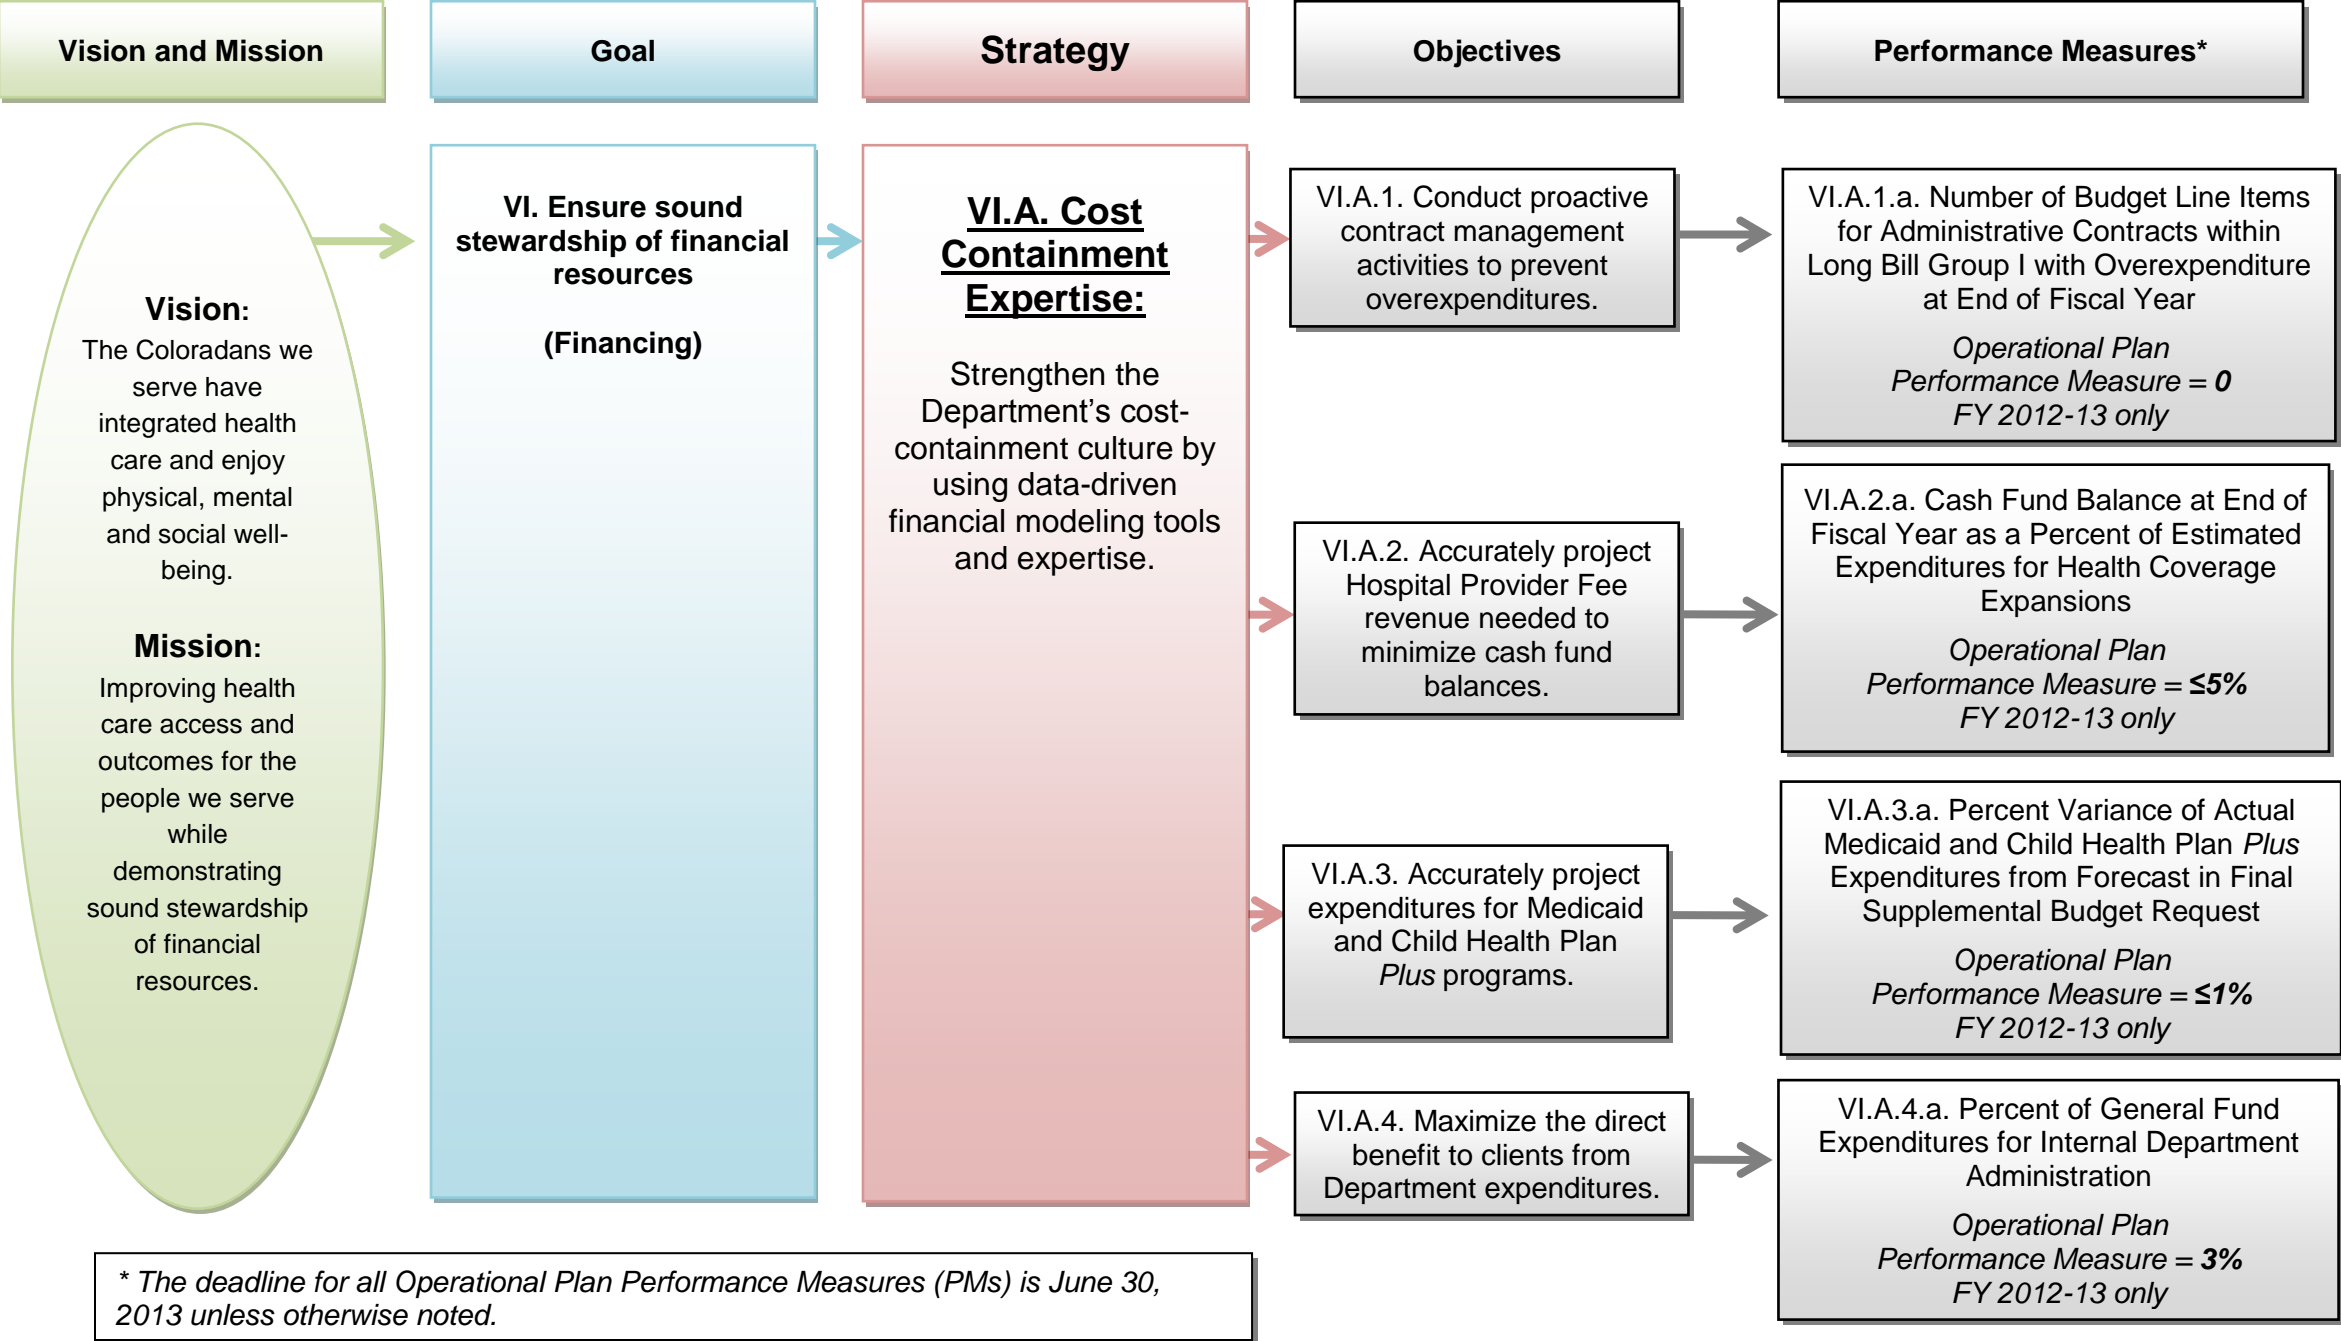 Vision and Mission
Goal
Strategy
Objectives
Performance Measures*
Vision:
The Coloradans we
serve have
integrated health
care and enjoy
physical, mental
and social well-
being.
Mission:
Improving health
care access and
outcomes for the
people we serve
while
demonstrating
sound stewardship
of financial
resources.
VI. Ensure sound
stewardship of financial
resources
(Financing)
VI.A. Cost
Containment
Expertise:
Strengthen the
Department’s cost-
containment culture by
using data-driven
financial modeling tools
and expertise.
VI.A.1. Conduct proactive
contract management
activities to prevent
overexpenditures.
VI.A.1.a. Number of Budget Line Items
for Administrative Contracts within
Long Bill Group I with Overexpenditure
at End of Fiscal Year
Operational Plan
Performance Measure = 0
FY 2012-13 only
VI.A.2. Accurately project
Hospital Provider Fee
revenue needed to
minimize cash fund
balances.
VI.A.2.a. Cash Fund Balance at End of
Fiscal Year as a Percent of Estimated
Expenditures for Health Coverage
Expansions
Operational Plan
Performance Measure = ≤5%
FY 2012-13 only
VI.A.3. Accurately project
expenditures for Medicaid
and Child Health Plan
Plus programs.
VI.A.3.a. Percent Variance of Actual
Medicaid and Child Health Plan Plus
Expenditures from Forecast in Final
Supplemental Budget Request
Operational Plan
Performance Measure = ≤1%
FY 2012-13 only
VI.A.4. Maximize the direct
benefit to clients from
Department expenditures.
VI.A.4.a. Percent of General Fund
Expenditures for Internal Department
Administration
Operational Plan
Performance Measure = 3%
FY 2012-13 only
* The deadline for all Operational Plan Performance Measures (PMs) is June 30,
2013 unless otherwise noted.